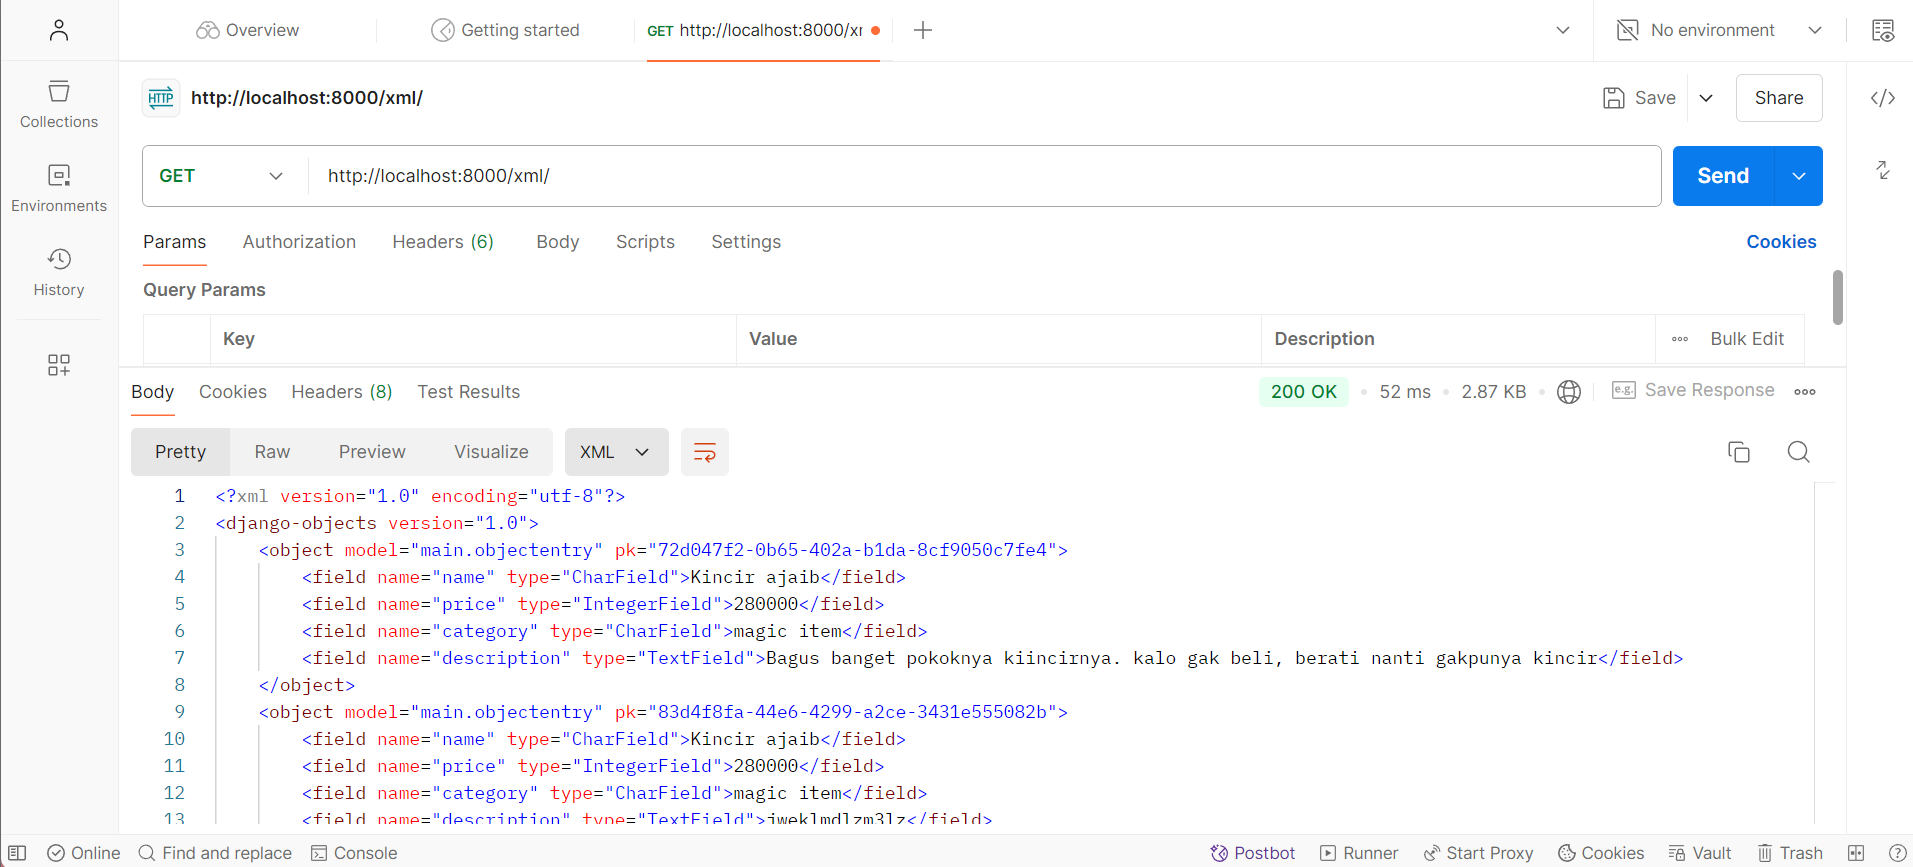 Overview
Getting started
GET http://localhost:8000/xr
No environment
Collections
Environments
History
HTTP
http://localhost:8000/xml/
Save
Share
GET
http://localhost:8000/xml/
Send
Params
Authorization
Headers (6)
Body
Scripts
Settings
Cookies
Query Params
Key
Value
Description
Bulk Edit
Body
Cookies
Headers (8)
Test Results
200 OK
52 ms
2.87 KB
e.g.
Save Response
Pretty
Raw
Preview
Visualize
XML
1 <?xml version="1.0" encoding="utf-8"?>
2 <django-objects version="1.0">
3 <object model="main.objectentry" pk="72d047f2-0b65-402a-b1da-8cf9050c7fe4">
4 <field name="name" type="CharField">Kincir ajaib</field>
5 <field name="price" type="IntegerField">280000</field>
6 <field name="category" type="CharField">magic item</field>
7 <field name="description" type="TextField">Bagus banget pokoknya kiincirnya. kalo gak beli, berati nanti gakpunya kincir</field>
8 </object>
9 <object model="main.objectentry" pk="83d4f8fa-44e6-4299-a2ce-3431e555082b">
10 <field name="name" type="CharField">Kincir ajaib</field>
11 <field name="price" type="IntegerField">280000</field>
12 <field name="category" type="CharField">magic item</field>
13 <field name="description" type="TextField">jweklmdlzm3lz</field>
Online
Find and replace
Console
Postbot
Runner
Start Proxy
Cookies
Vault
Trash